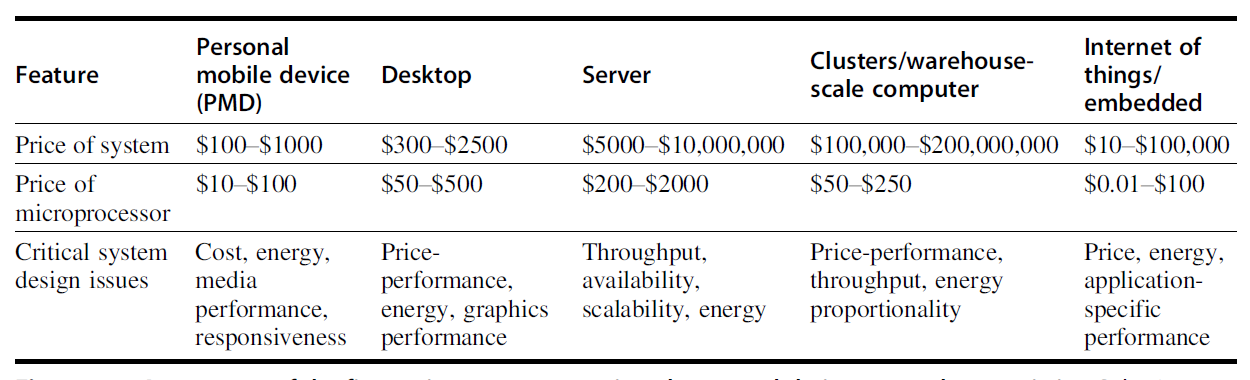 Feature
Personal
mobile device
(PMD)
Desktop
Server
Clusters/warehouse-
scale computer
Internet of
things/
embedded
Price of system
$100–$1000
$300–$2500
$5000–$10,000,000
$100,000–$200,000,000
$10–$100,000
Price of
microprocessor
$10–$100
$50–$500
$200–$2000
$50–$250
$0.01–$100
Critical system
design issues
Cost, energy,
media
performance,
responsiveness
Price-
performance,
energy, graphics
performance
Throughput,
availability,
scalability, energy
Price-performance,
throughput, energy
proportionality
Price, energy,
application-
specific
performance